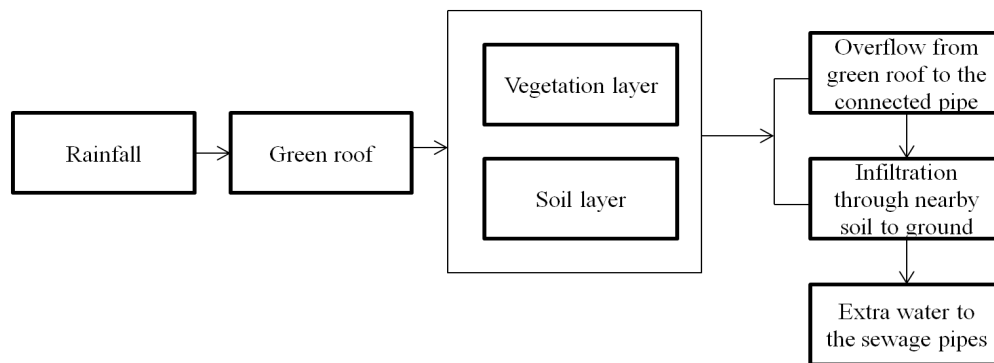 Rainfall
Green roof
Vegetation layer
Soil layer
Overflow from
green roof to the
connected pipe
Infiltration
through nearby
soil to ground
Extra water to
the sewage pipes